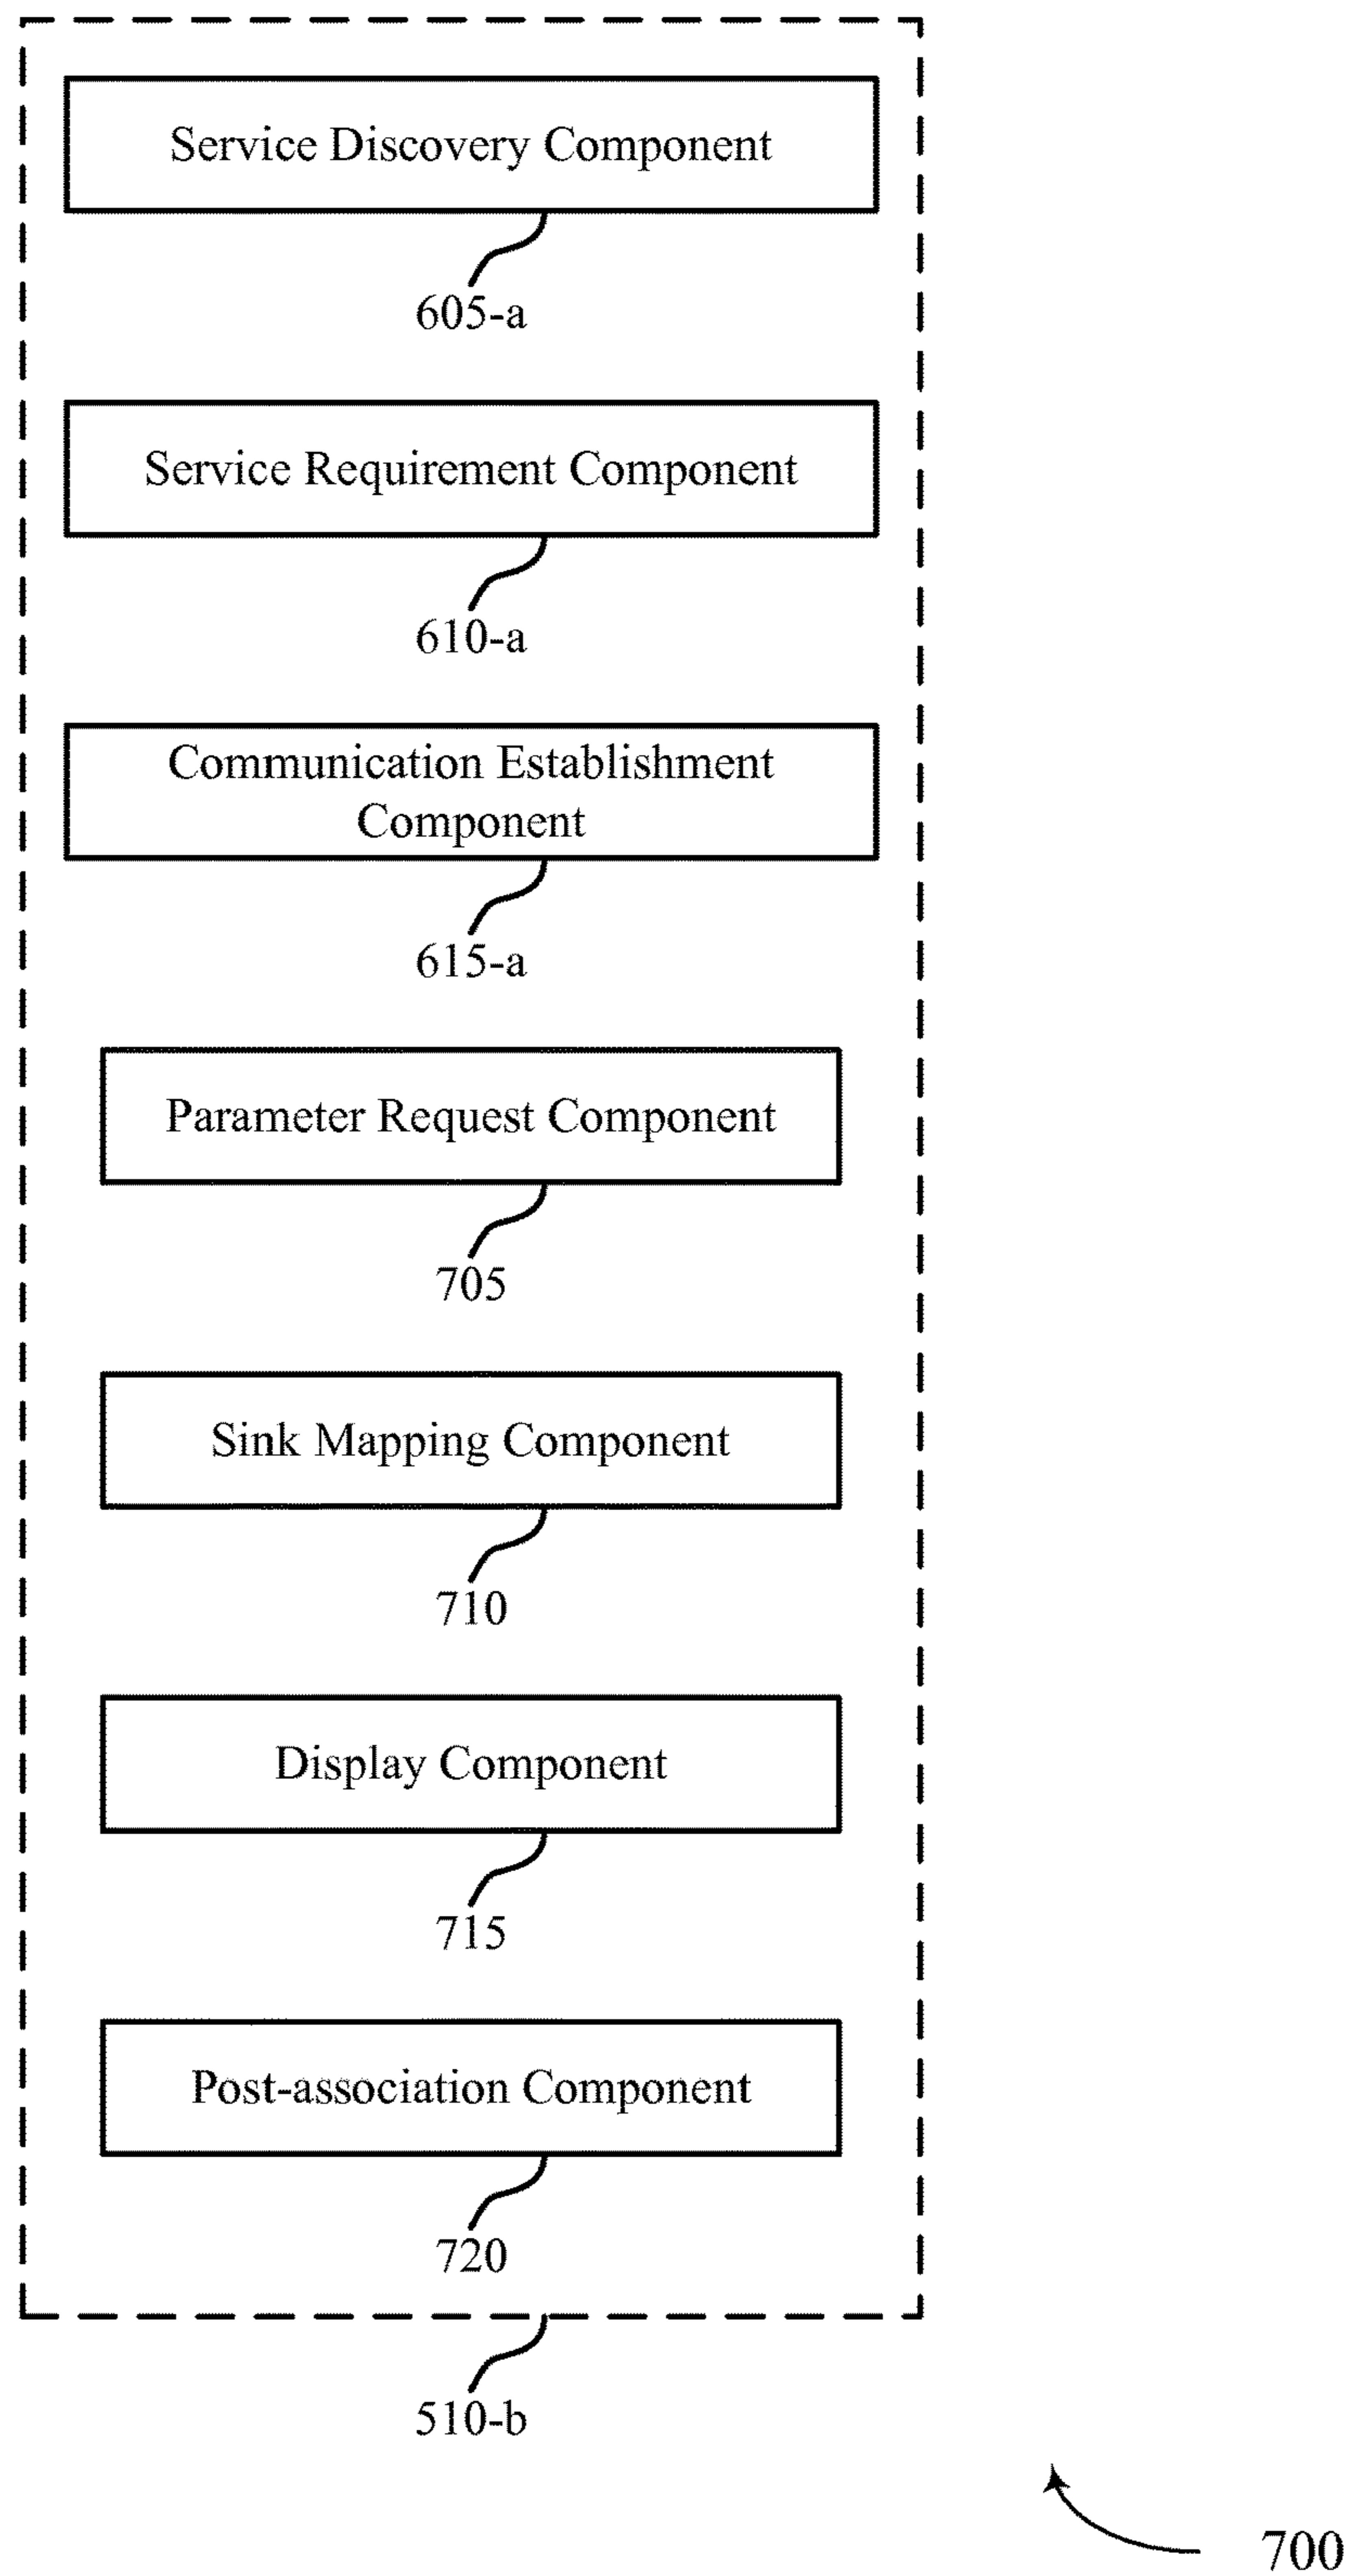 Service Discovery Component
605-a
Service Requirement Component
610-a
Communication Establishment
Component
615-a
Parameter Request Component
705
Sink Mapping Component
710
Display Component
715
Post-association Component
720
510-b
700